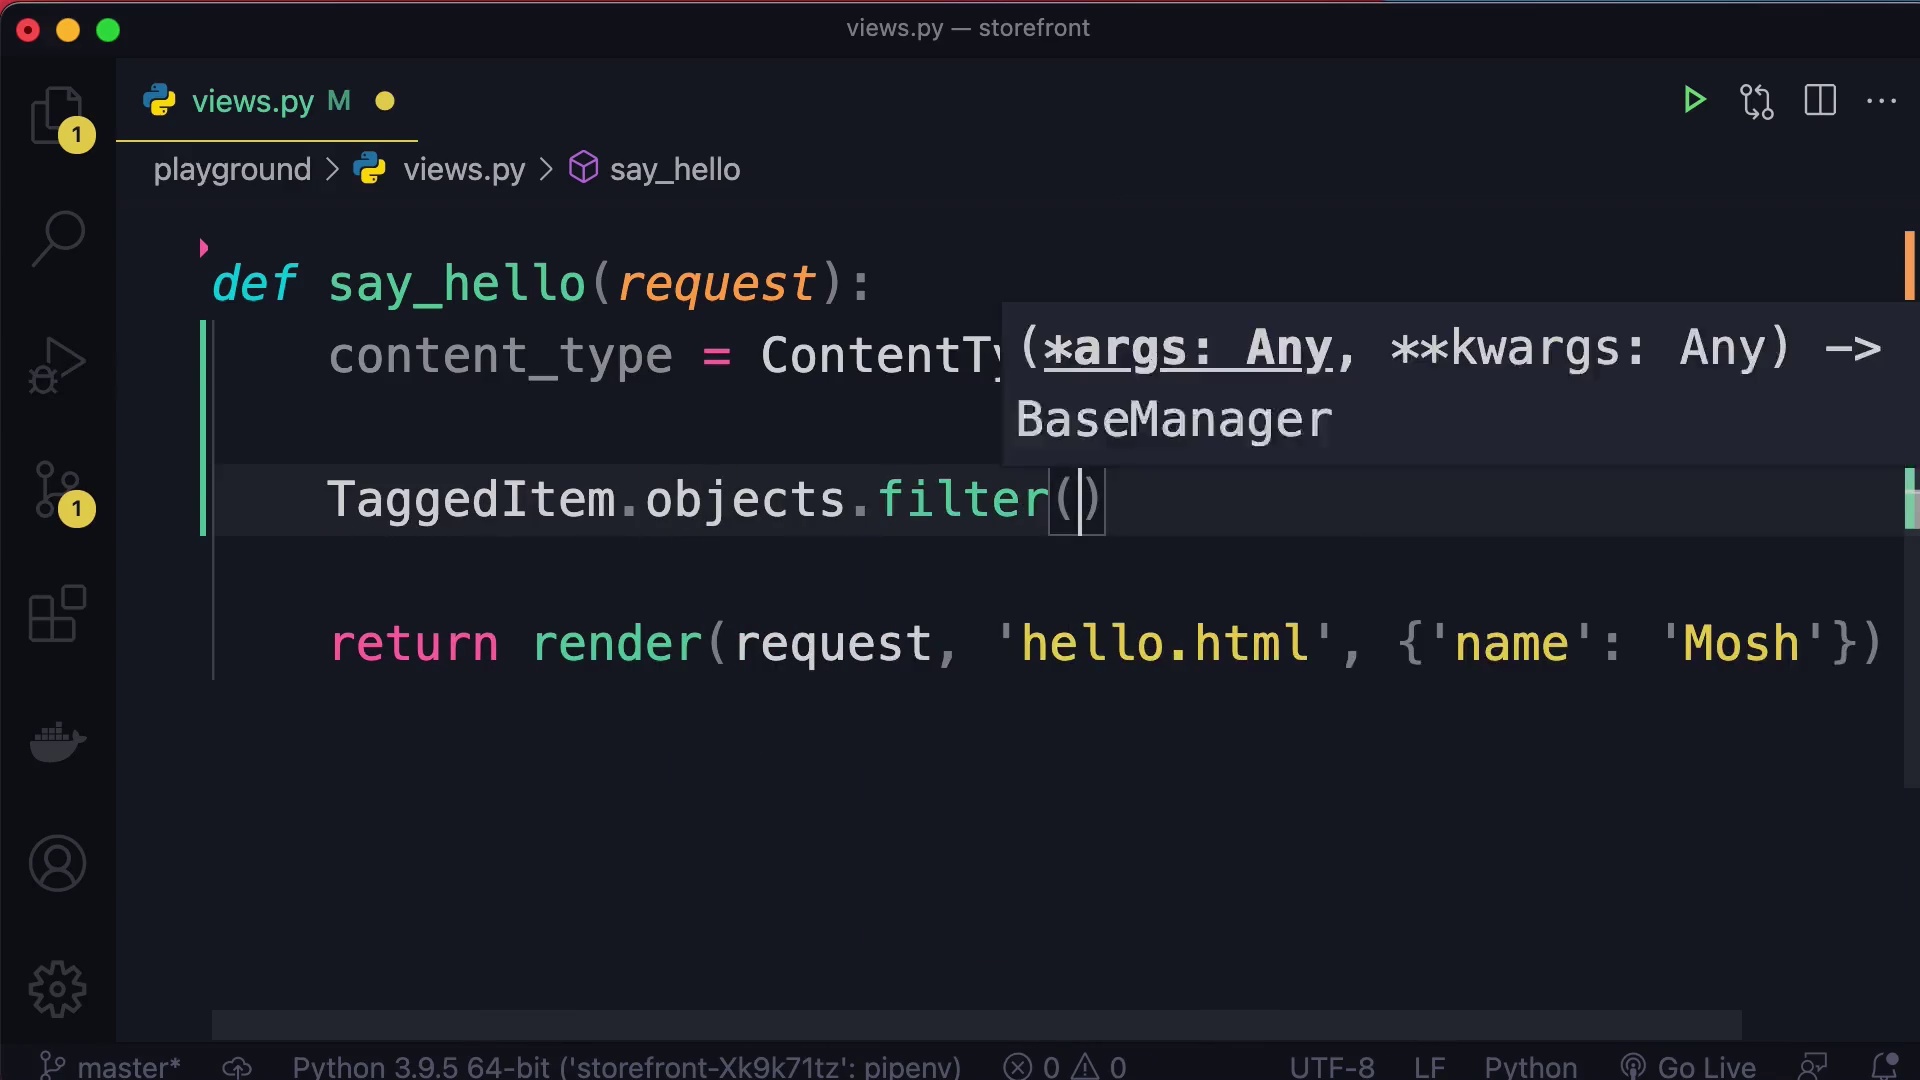 views.py — storefront
views.py M
1
playground > views.py > say_hello
def say_hello(request):
content_type = ContentTy
(*args: Any, **kwargs: Any) —>
BaseManager
TaggedItem.objects.filter()
1
return render(request, 'hello.html', {'name': 'Mosh'})
master* Python 3.9.5 64-bit ('storefront-Xk9k71tz': pipenv) 0 0 UTF-8 LF Python Go Live